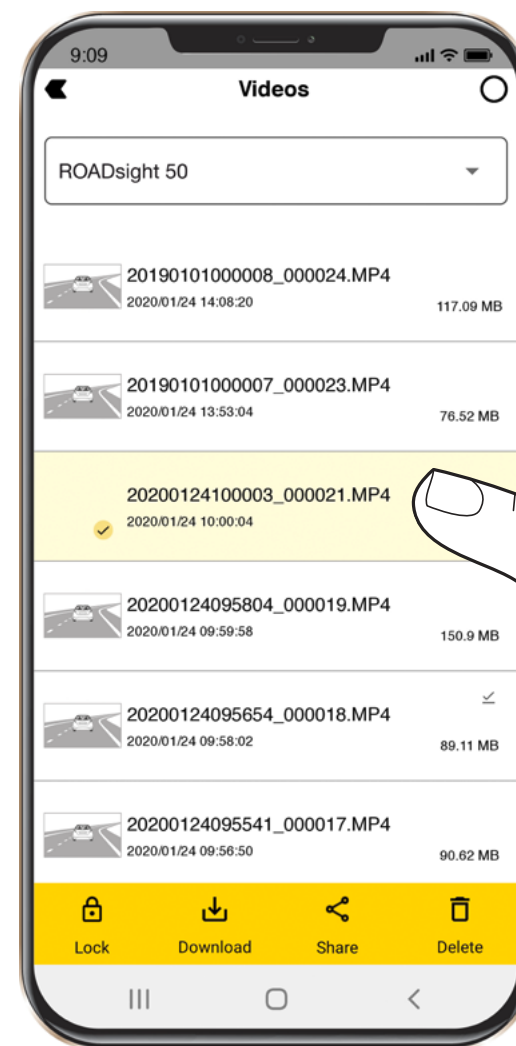 9:09
Videos
ROADsight 50
20190101000008_000024.MP4
2020/01/24 14:08:20
117.09 MB
20190101000007_000023.MP4
2020/01/24 13:53:04
76.52 MB
20200124100003_000021.MP4
2020/01/24 10:00:04
20200124095804_000019.MP4
2020/01/24 09:59:58
150.9 MB
20200124095654_000018.MP4
2020/01/24 09:58:02
89.11 MB
20200124095541_000017.MP4
2020/01/24 09:56:50
90.62 MB
Lock Download Share Delete